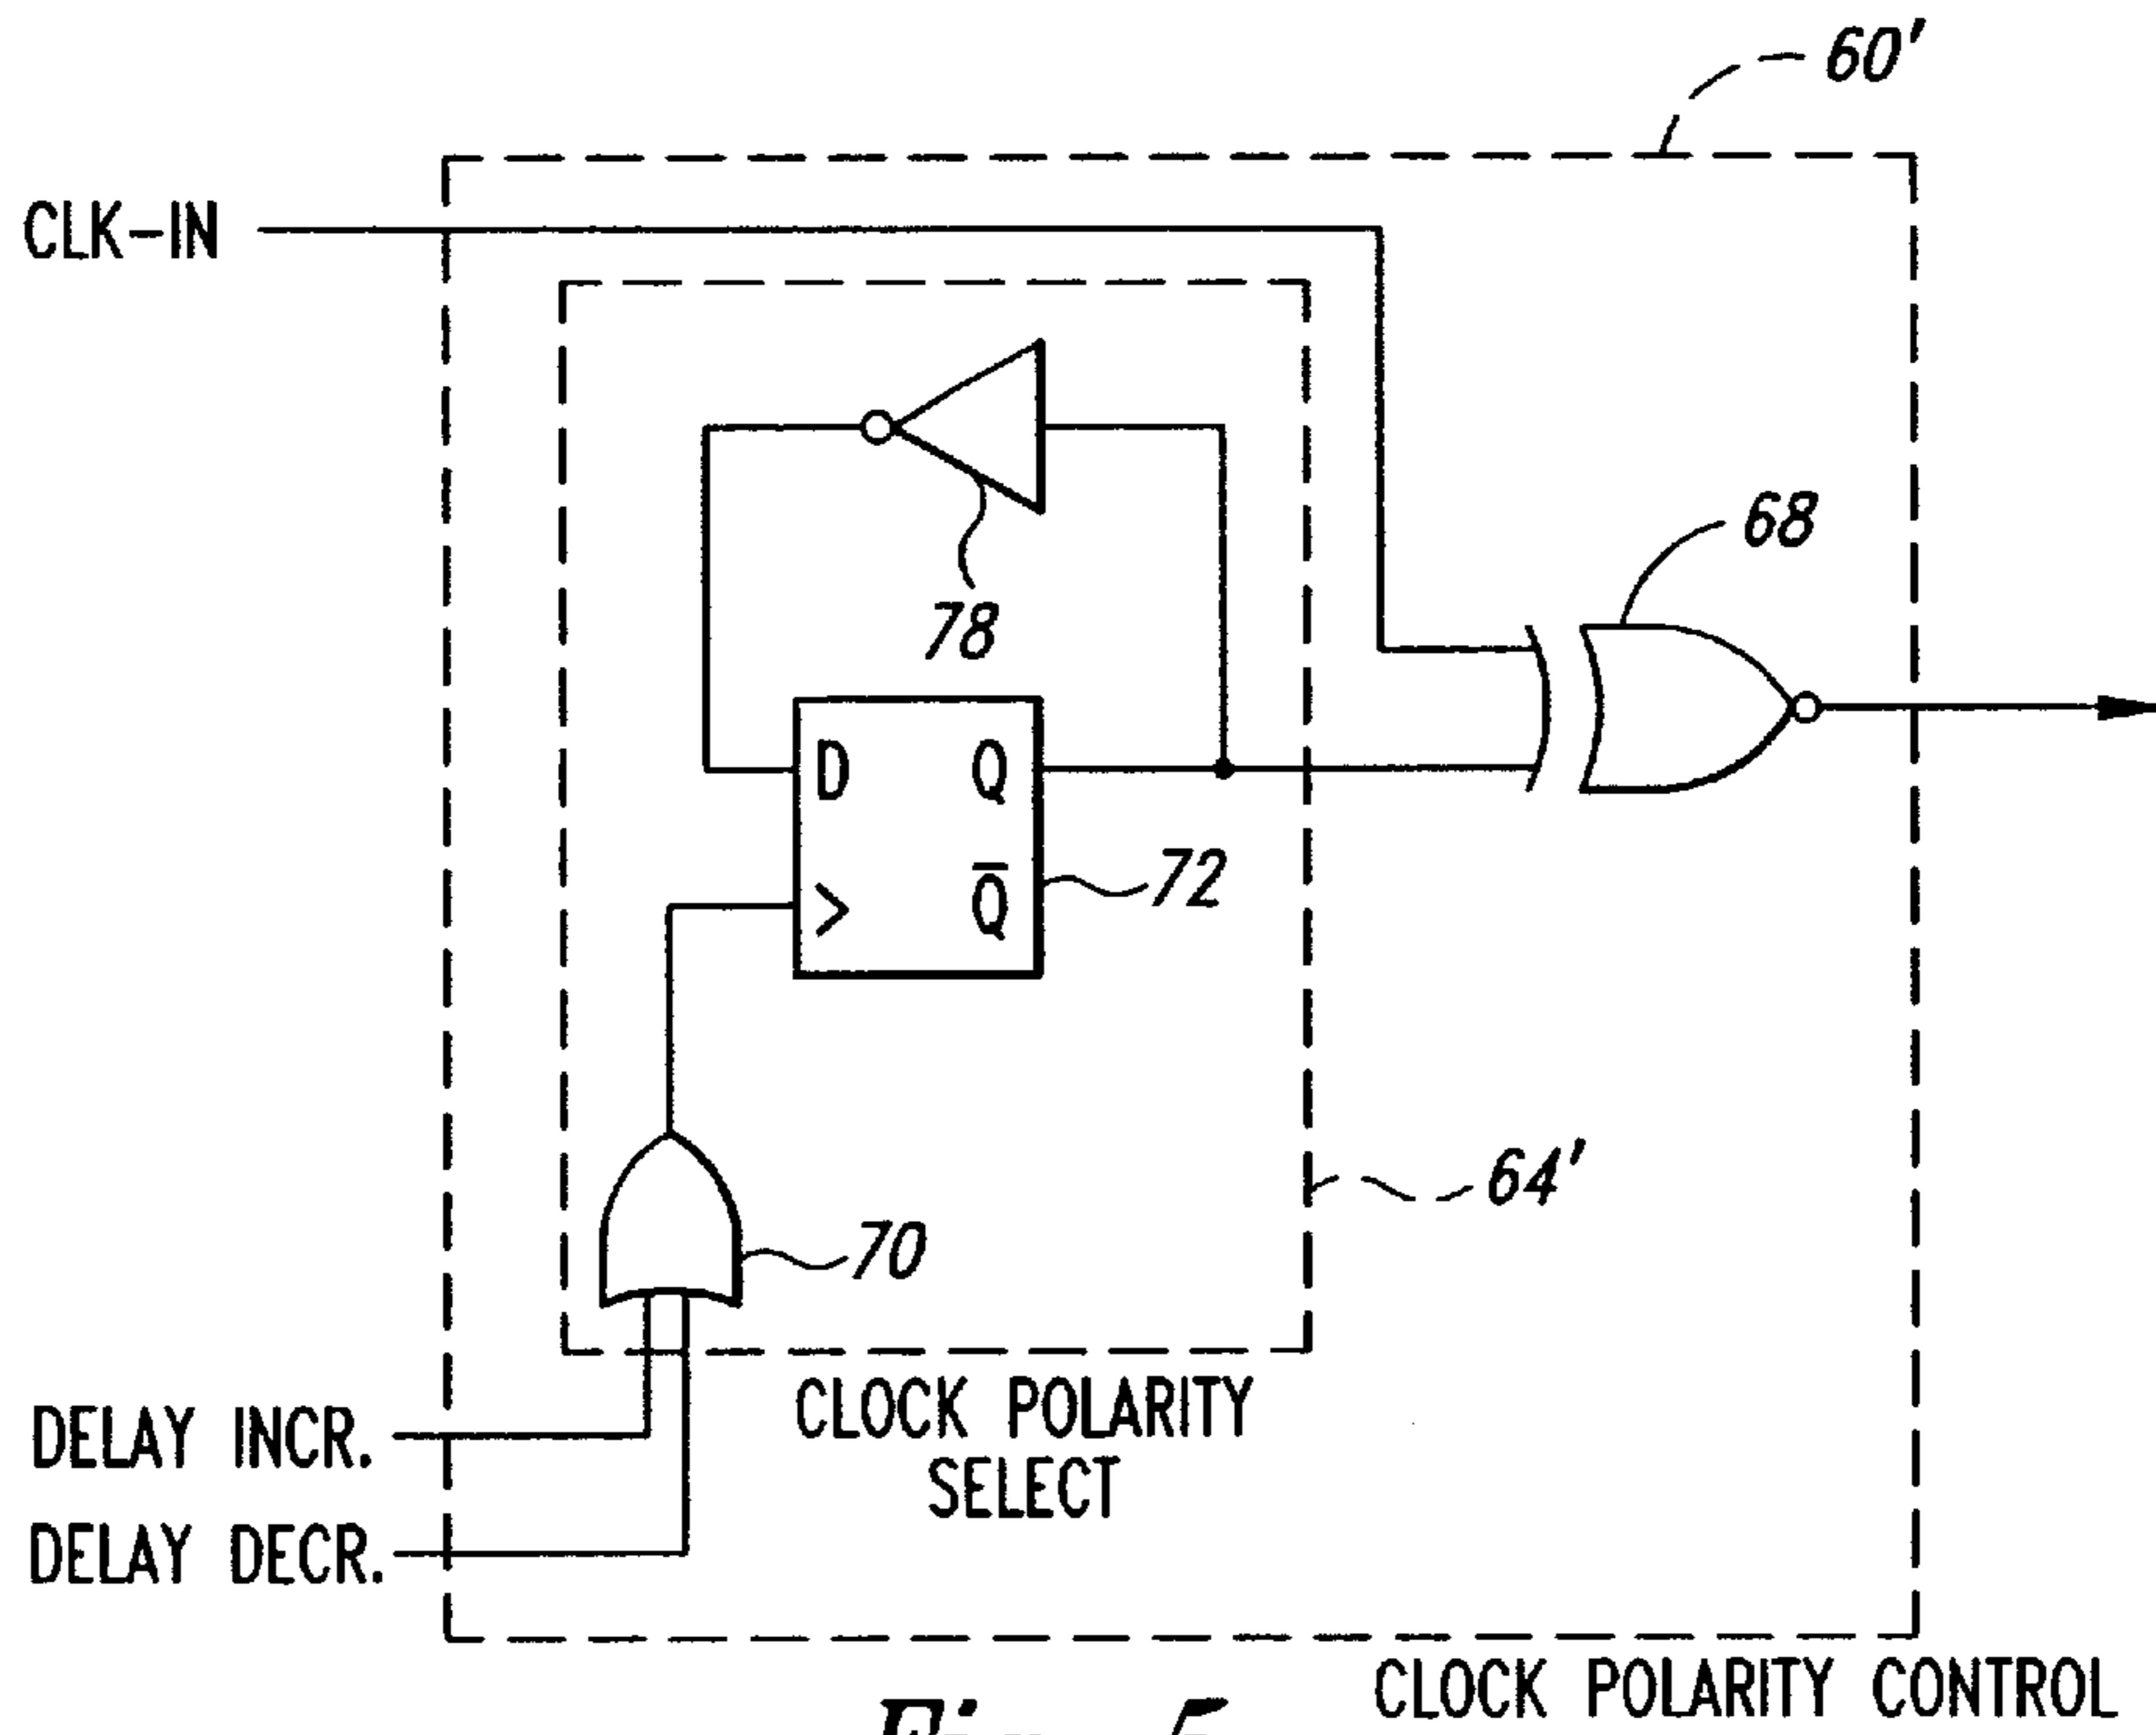 60'
CLK-IN
68
78
D Q
72
> Q̅
64'
70
CLOCK POLARITY
SELECT
DELAY INCR.
DELAY DECR.
CLOCK POLARITY CONTROL